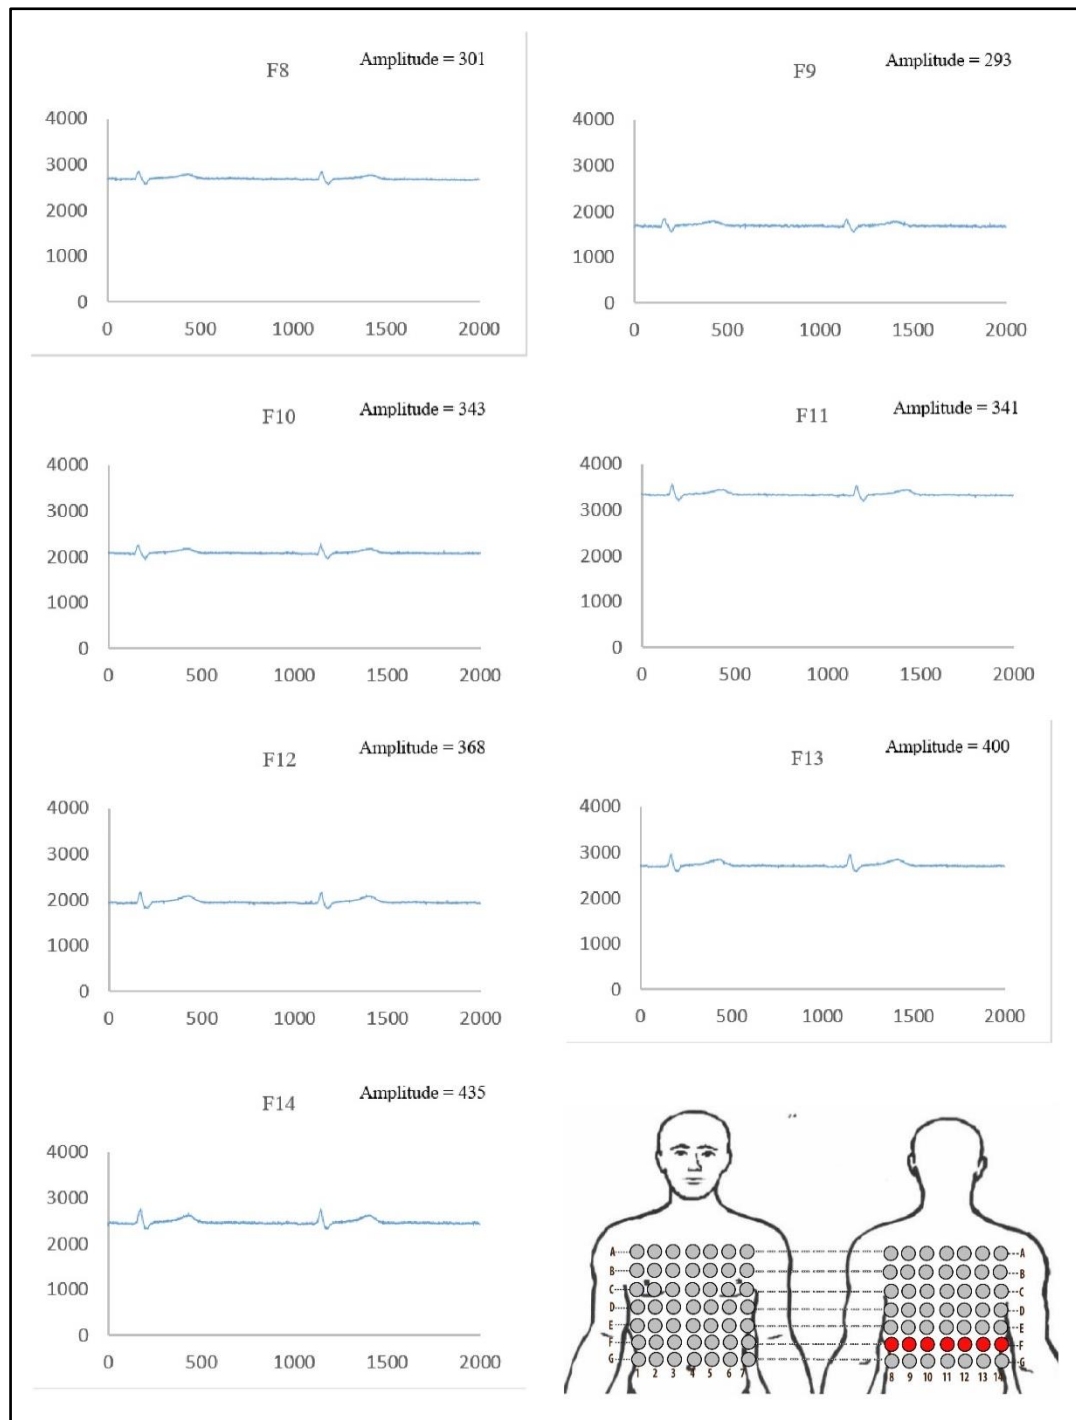 F8
Amplitude = 301
4000
3000
2000
1000
0
0 500 1000 1500 2000
F9
Amplitude = 293
4000
3000
2000
1000
0
0 500 1000 1500 2000
F10
Amplitude = 343
4000
3000
2000
1000
0
0 500 1000 1500 2000
F11
Amplitude = 341
4000
3000
2000
1000
0
0 500 1000 1500 2000
F12
Amplitude = 368
4000
3000
2000
1000
0
0 500 1000 1500 2000
F13
Amplitude = 400
4000
3000
2000
1000
0
0 500 1000 1500 2000
F14
Amplitude = 435
4000
3000
2000
1000
0
0 500 1000 1500 2000
A A
B B
C C
D D
E E
F F
G G
1 2 3 4 5 6 7 8 9 10 11 12 13 14